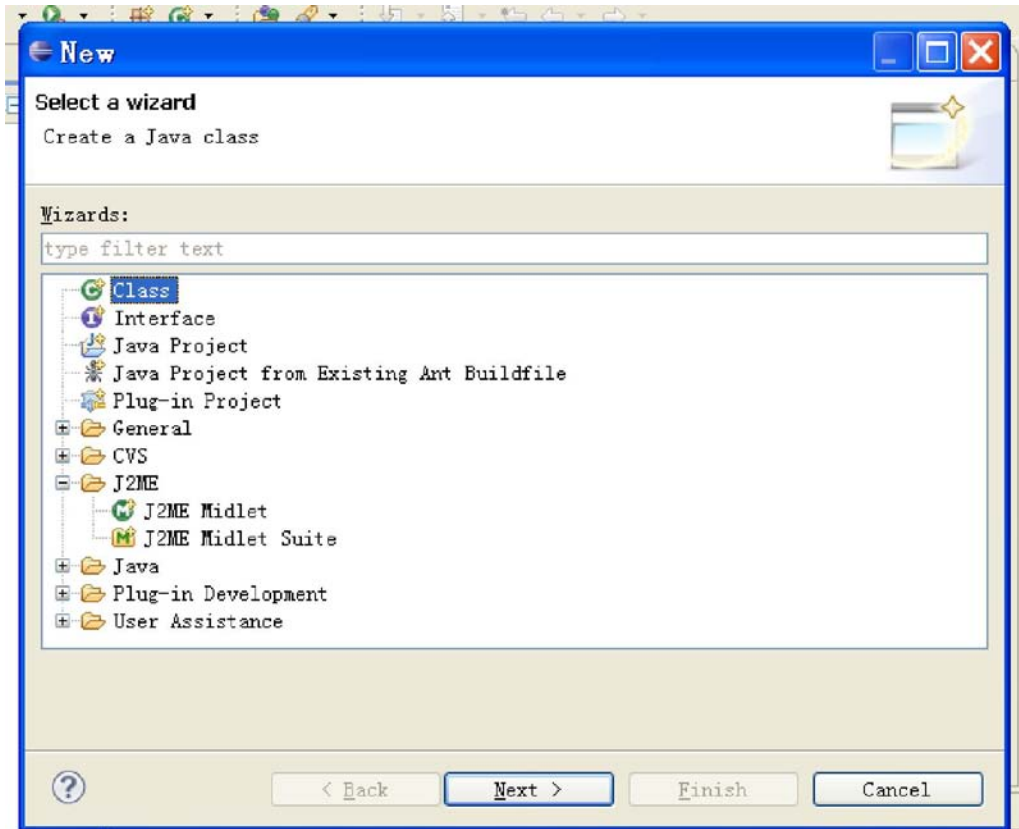 New
Select a wizard
Create a Java class
Wizards:
type filter text
Class
Interface
Java Project
Java Project from Existing Ant Buildfile
Plug-in Project
General
CVS
J2ME
J2ME Midlet
J2ME Midlet Suite
Java
Plug-in Development
User Assistance
< Back Next > Finish Cancel